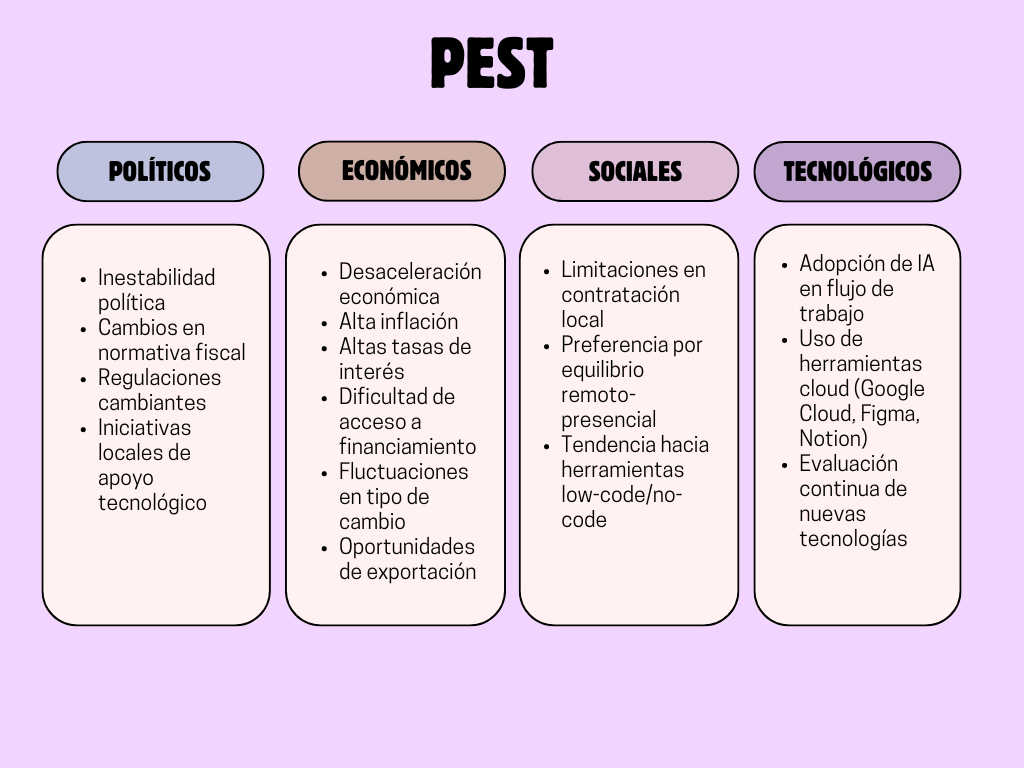 PEST
POLÍTICOS
• Inestabilidad
política
• Cambios en
normativa fiscal
• Regulaciones
cambiantes
• Iniciativas
locales de
apoyo
tecnológico
ECONÓMICOS
• Desaceleración
económica
• Alta inflación
• Altas tasas de
interés
• Dificultad de
acceso a
financiamiento
• Fluctuaciones
en tipo de
cambio
• Oportunidades
de exportación
SOCIALES
• Limitaciones en
contratación
local
• Preferencia por
equilibrio
remoto-
presencial
• Tendencia hacia
herramientas
low-code/no-
code
TECNOLÓGICOS
• Adopción de IA
en flujo de
trabajo
• Uso de
herramientas
cloud (Google
Cloud, Figma,
Notion)
• Evaluación
continua de
nuevas
tecnologías